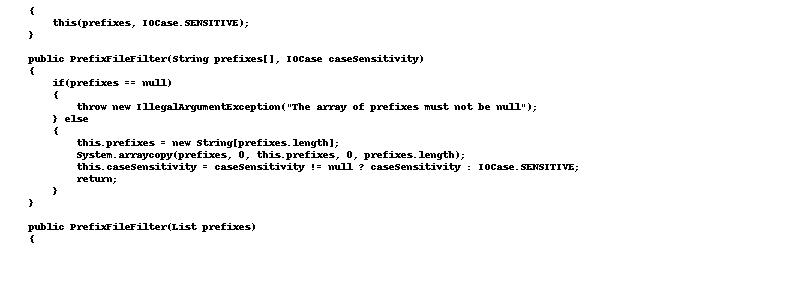 {
    this(prefixes, IOCase.SENSITIVE);
}

public PrefixFileFilter(String prefixes[], IOCase caseSensitivity)
{
    if(prefixes == null)
    {
        throw new IllegalArgumentException("The array of prefixes must not be null");
    } else
    {
        this.prefixes = new String[prefixes.length];
        System.arraycopy(prefixes, 0, this.prefixes, 0, prefixes.length);
        this.caseSensitivity = caseSensitivity != null ? caseSensitivity : IOCase.SENSITIVE;
        return;
    }
}

public PrefixFileFilter(List prefixes)
{